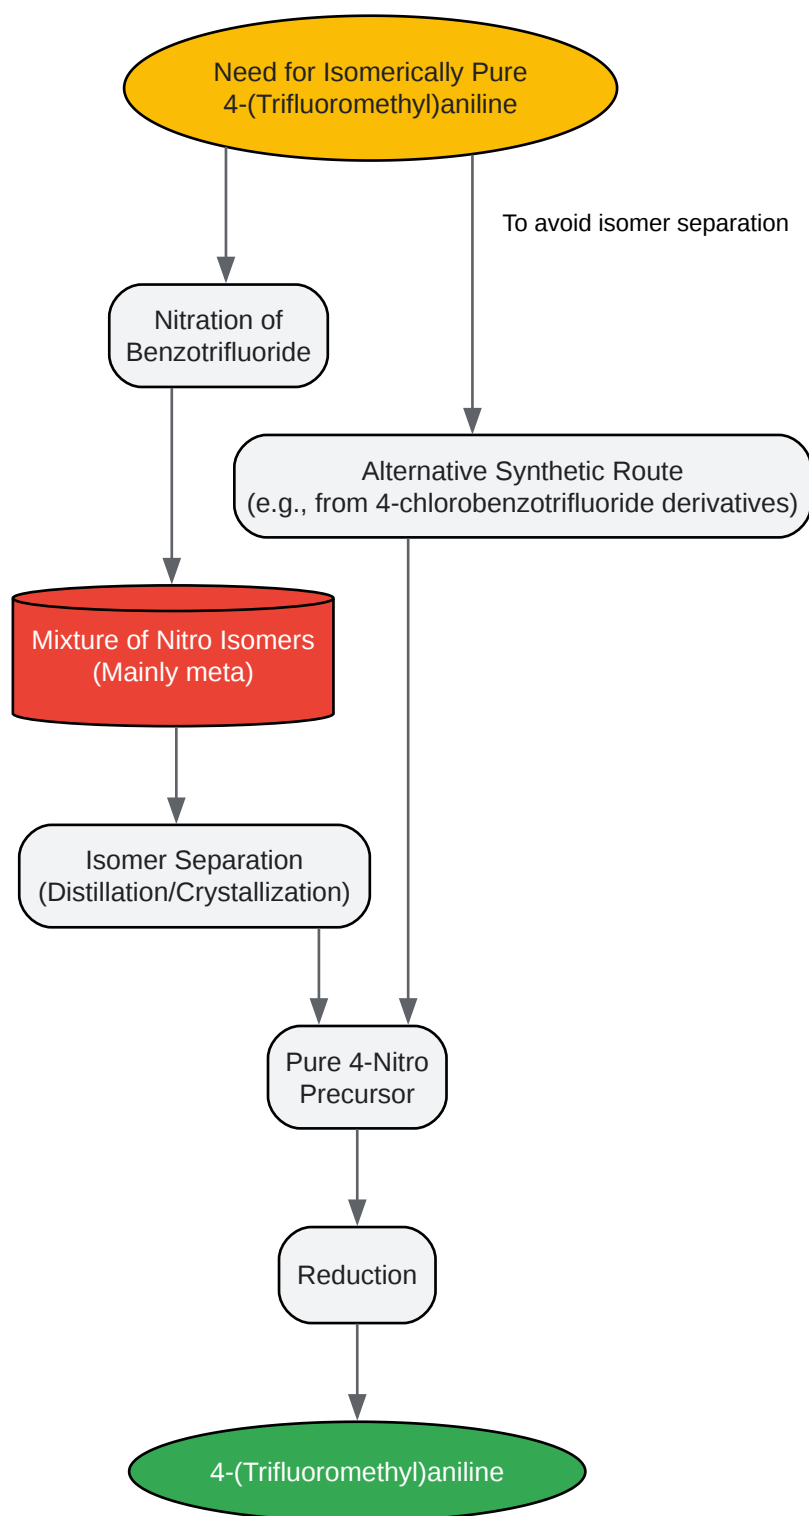 Need for Isomerically Pure
4-(Trifluoromethyl)aniline
To avoid isomer separation
Nitration of
Benzotrifluoride
Alternative Synthetic Route
(e.g., from 4-chlorobenzotrifluoride derivatives)
Mixture of Nitro Isomers
(Mainly meta)
Isomer Separation
(Distillation/Crystallization)
Pure 4-Nitro
Precursor
Reduction
4-(Trifluoromethyl)aniline